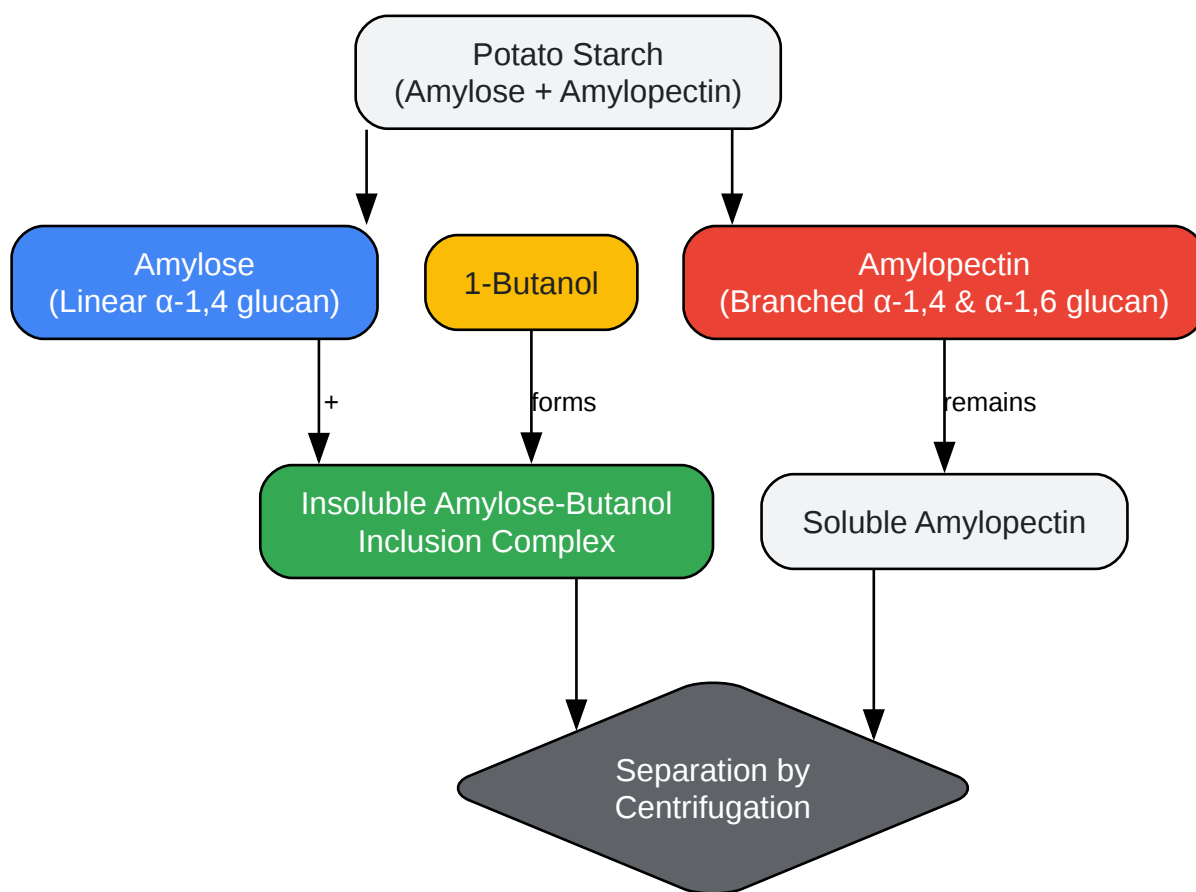 Potato Starch
(Amylose + Amylopectin)
Amylose
(Linear α-1,4 glucan)
1-Butanol
Amylopectin
(Branched α-1,4 & α-1,6 glucan)
+
forms
remains
Insoluble Amylose-Butanol
Inclusion Complex
Soluble Amylopectin
Separation by
Centrifugation